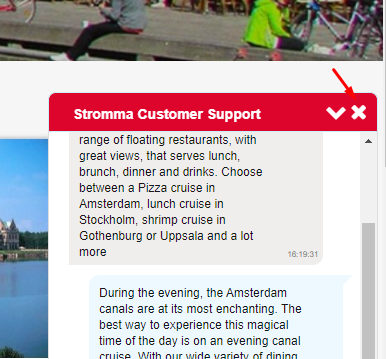 Stromma Customer Support
range of floating restaurants, with
great views, that serves lunch,
brunch, dinner and drinks. Choose
between a Pizza cruise in
Amsterdam, lunch cruise in
Stockholm, shrimp cruise in
Gothenburg or Uppsala and a lot
more
16:19:31
During the evening, the Amsterdam
canals are at its most enchanting. The
best way to experience this magical
time of the day is on an evening canal
cruise. With our wide variety of dining